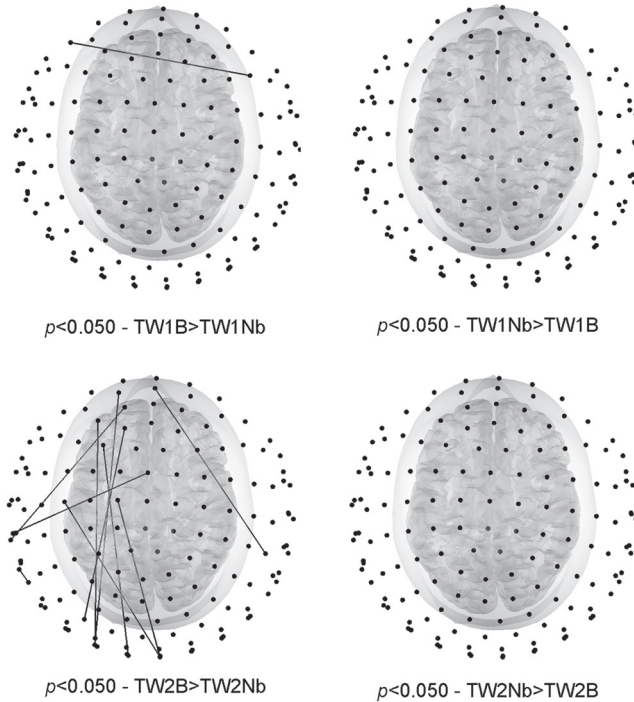 p<0.050 - TW1B>TW1Nb
p<0.050 - TW1Nb>TW1B
p<0.050 - TW2B>TW2Nb
p<0.050 - TW2Nb>TW2B